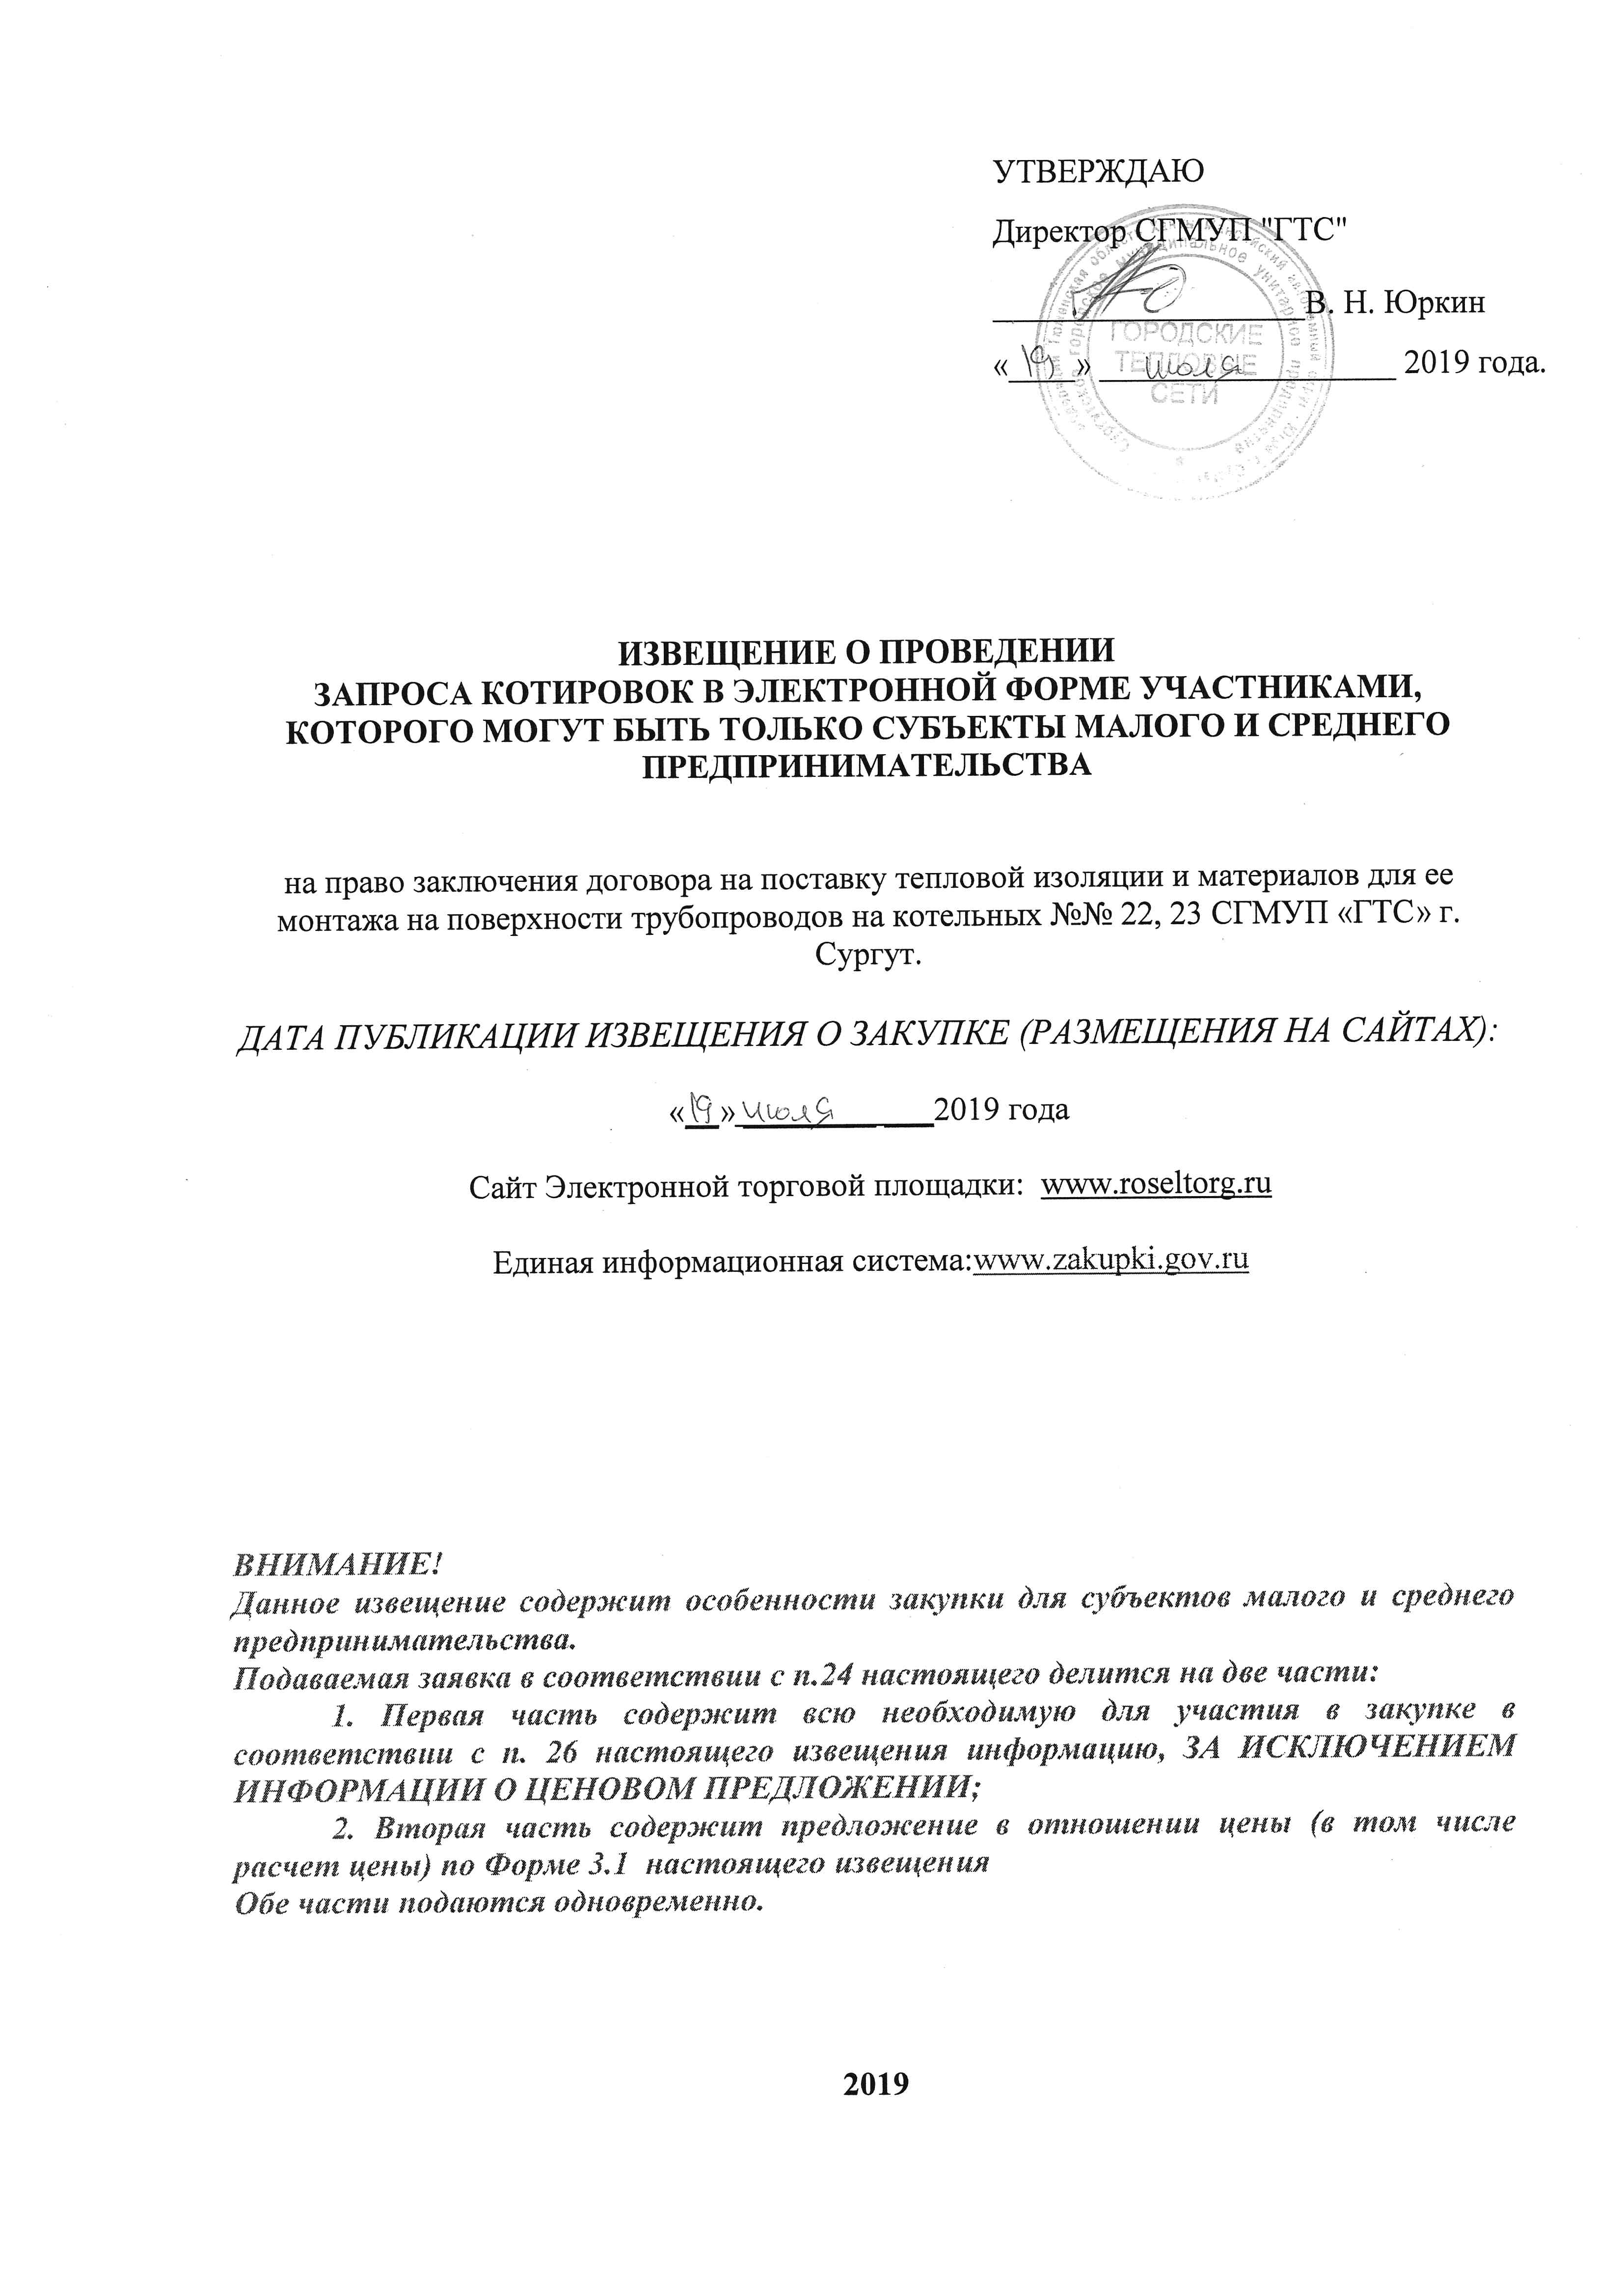 УТВЕРЖДАЮ
Директор СГМУП "ГТС"
В. Н. Юркин
«19» июля 2019 года.
ГОРОДСКИЕ
ТЕПЛОВЫЕ
СЕТИ
ИЗВЕЩЕНИЕ О ПРОВЕДЕНИИ
ЗАПРОСА КОТИРОВОК В ЭЛЕКТРОННОЙ ФОРМЕ УЧАСТНИКАМИ,
КОТОРОГО МОГУТ БЫТЬ ТОЛЬКО СУБЪЕКТЫ МАЛОГО И СРЕДНЕГО
ПРЕДПРИНИМАТЕЛЬСТВА
на право заключения договора на поставку тепловой изоляции и материалов для ее
монтажа на поверхности трубопроводов на котельных №№ 22, 23 СГМУП «ГТС» г.
Сургут.
ДАТА ПУБЛИКАЦИИ ИЗВЕЩЕНИЯ О ЗАКУПКЕ (РАЗМЕЩЕНИЯ НА САЙТАХ):
«19» июля 2019 года
Сайт Электронной торговой площадки: www.roseltorg.ru
Единая информационная система:www.zakupki.gov.ru
ВНИМАНИЕ!
Данное извещение содержит особенности закупки для субъектов малого и среднего
предпринимательства.
Подаваемая заявка в соответствии с п.24 настоящего делится на две части:
1. Первая часть содержит всю необходимую для участия в закупке в
соответствии с п. 26 настоящего извещения информацию, ЗА ИСКЛЮЧЕНИЕМ
ИНФОРМАЦИИ О ЦЕНОВОМ ПРЕДЛОЖЕНИИ;
2. Вторая часть содержит предложение в отношении цены (в том числе
расчет цены) по Форме 3.1 настоящего извещения
Обе части подаются одновременно.
2019